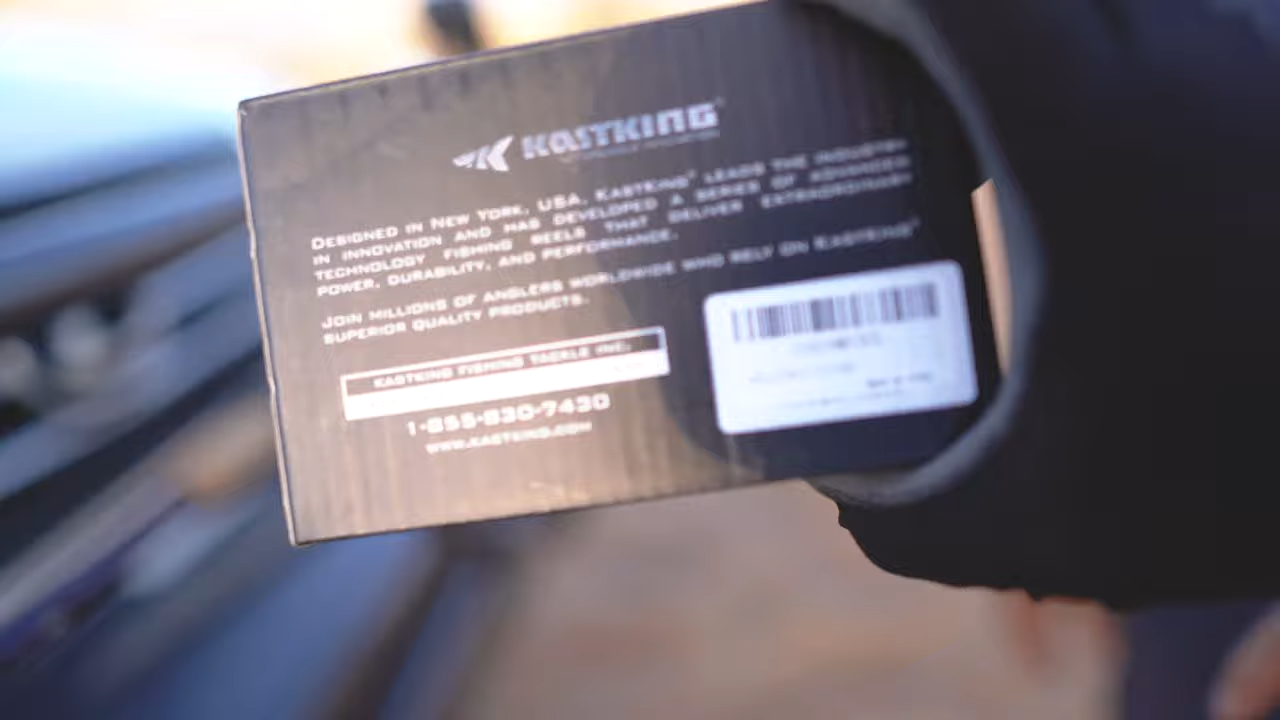 KASTKING
DESIGNED IN NEW YORK, USA, KASTKING® LEADS THE INDUSTRY
IN INNOVATION AND HAS DEVELOPED A SERIES OF ADVANCED
TECHNOLOGY FISHING REELS THAT DELIVER EXTRAORDINARY
POWER, DURABILITY, AND PERFORMANCE.
JOIN MILLIONS OF ANGLERS WORLDWIDE WHO RELY ON KASTKING®
SUPERIOR QUALITY PRODUCTS.
KASTKING FISHING TACKLE INC.
1-855-830-7430
WWW.KASTKING.COM